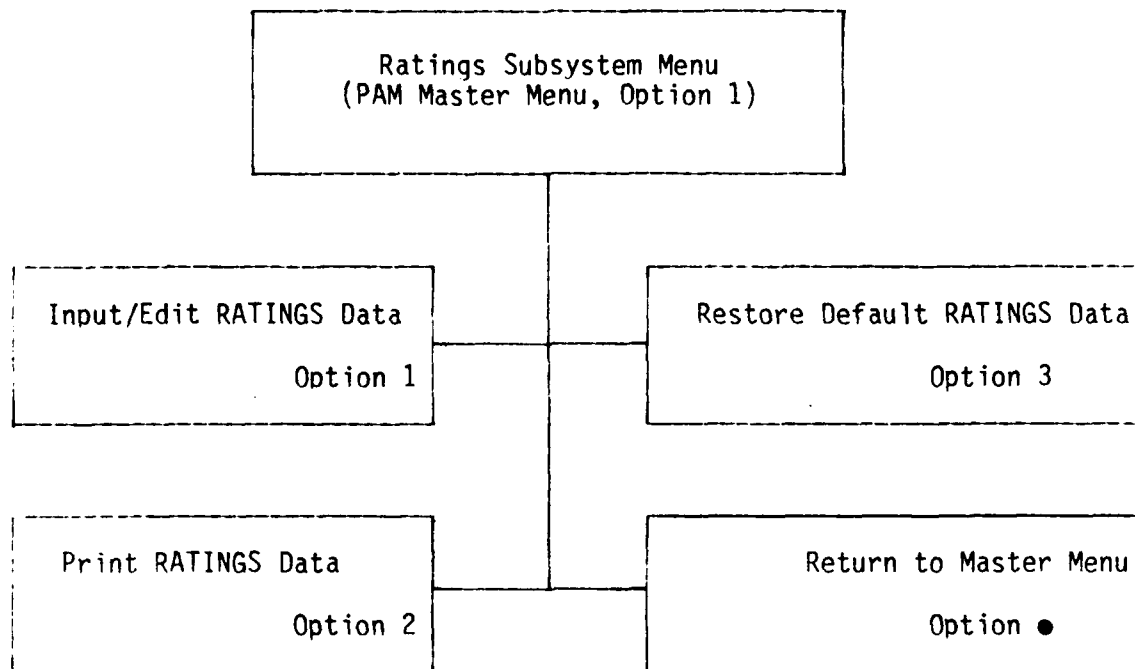 Ratings Subsystem Menu
(PAM Master Menu, Option 1)
Input/Edit RATINGS Data
Option 1
Restore Default RATINGS Data
Option 3
Print RATINGS Data
Option 2
Return to Master Menu
Option ●